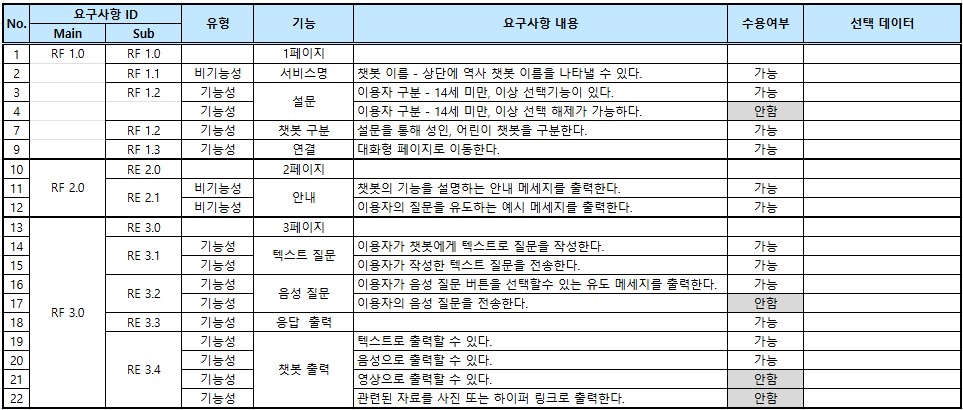 No. 요구사항 ID 유형 기능 요구사항 내용 수용여부 선택 데이터
Main Sub
1 RF 1.0 RF 1.0 1페이지
2 RF 1.1 비기능성 서비스명 챗봇 이름 - 상단에 역사 챗봇 이름을 나타낼 수 있다. 가능
3 RF 1.2 기능성 설문 이용자 구분 - 14세 미만, 이상 선택기능이 있다. 가능
4 기능성 이용자 구분 - 14세 미만, 이상 선택 해제가 가능하다. 안함
7 RF 1.2 기능성 챗봇 구분 설문을 통해 성인, 어린이 챗봇을 구분한다. 가능
9 RF 1.3 기능성 연결 대화형 페이지로 이동한다. 가능
10 RF 2.0 RE 2.0 2페이지
11 RE 2.1 비기능성 안내 챗봇의 기능을 설명하는 안내 메세지를 출력한다. 가능
12 비기능성 이용자의 질문을 유도하는 예시 메세지를 출력한다. 가능
13 RF 3.0 RE 3.0 3페이지
14 RE 3.1 기능성 텍스트 질문 이용자가 챗봇에게 텍스트로 질문을 작성한다. 가능
15 기능성 이용자가 작성한 텍스트 질문을 전송한다. 가능
16 RE 3.2 기능성 음성 질문 이용자가 음성 질문 버튼을 선택할수 있는 유도 메세지를 출력한다. 가능
17 기능성 이용자의 음성 질문을 전송한다. 안함
18 RE 3.3 기능성 응답 출력 가능
19 RE 3.4 기능성 챗봇 출력 텍스트로 출력할 수 있다. 가능
20 기능성 음성으로 출력할 수 있다. 가능
21 기능성 영상으로 출력할 수 있다. 안함
22 기능성 관련된 자료를 사진 또는 하이퍼 링크로 출력한다. 안함